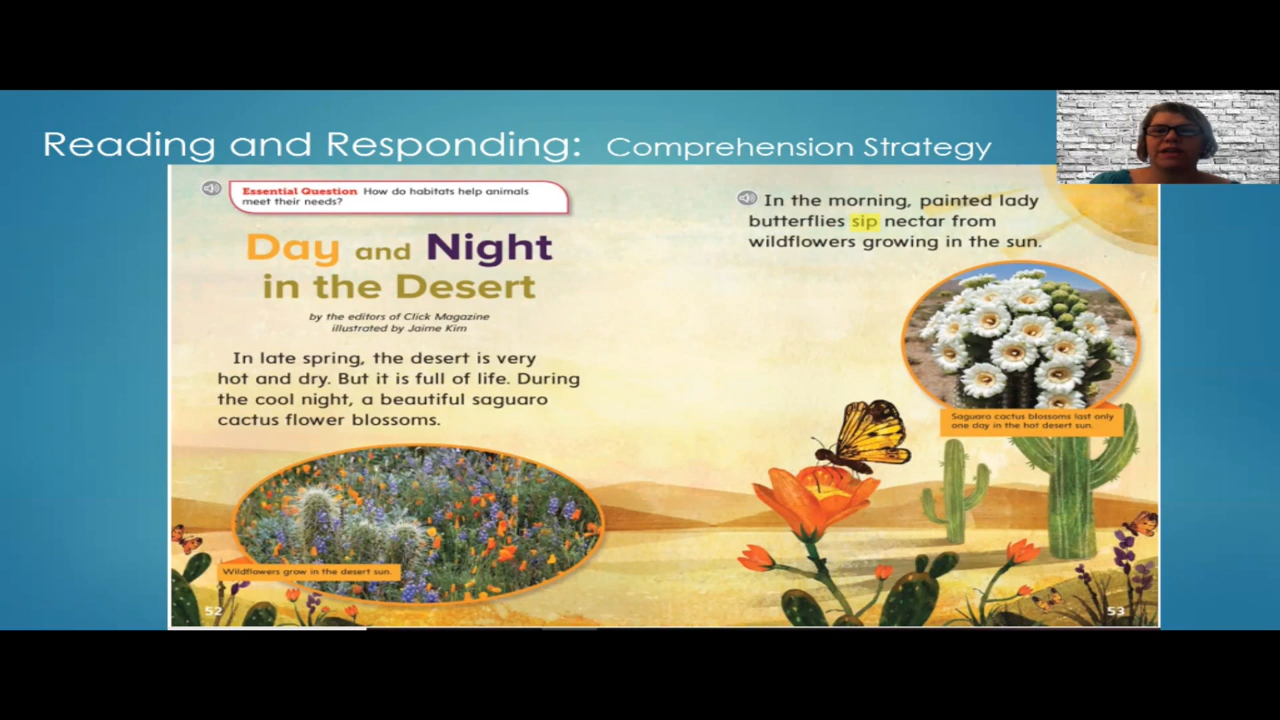 Reading and Responding: Comprehension Strategy
Essential Question How do habitats help animals
meet their needs?
Day and Night
in the Desert
by the editors of Click Magazine
illustrated by Jaime Kim
In late spring, the desert is very
hot and dry. But it is full of life. During
the cool night, a beautiful saguaro
cactus flower blossoms.
Wildflowers grow in the desert sun.
52
In the morning, painted lady
butterflies sip nectar from
wildflowers growing in the sun.
Saguaro cactus blossoms last only
one day in the hot desert sun.
53